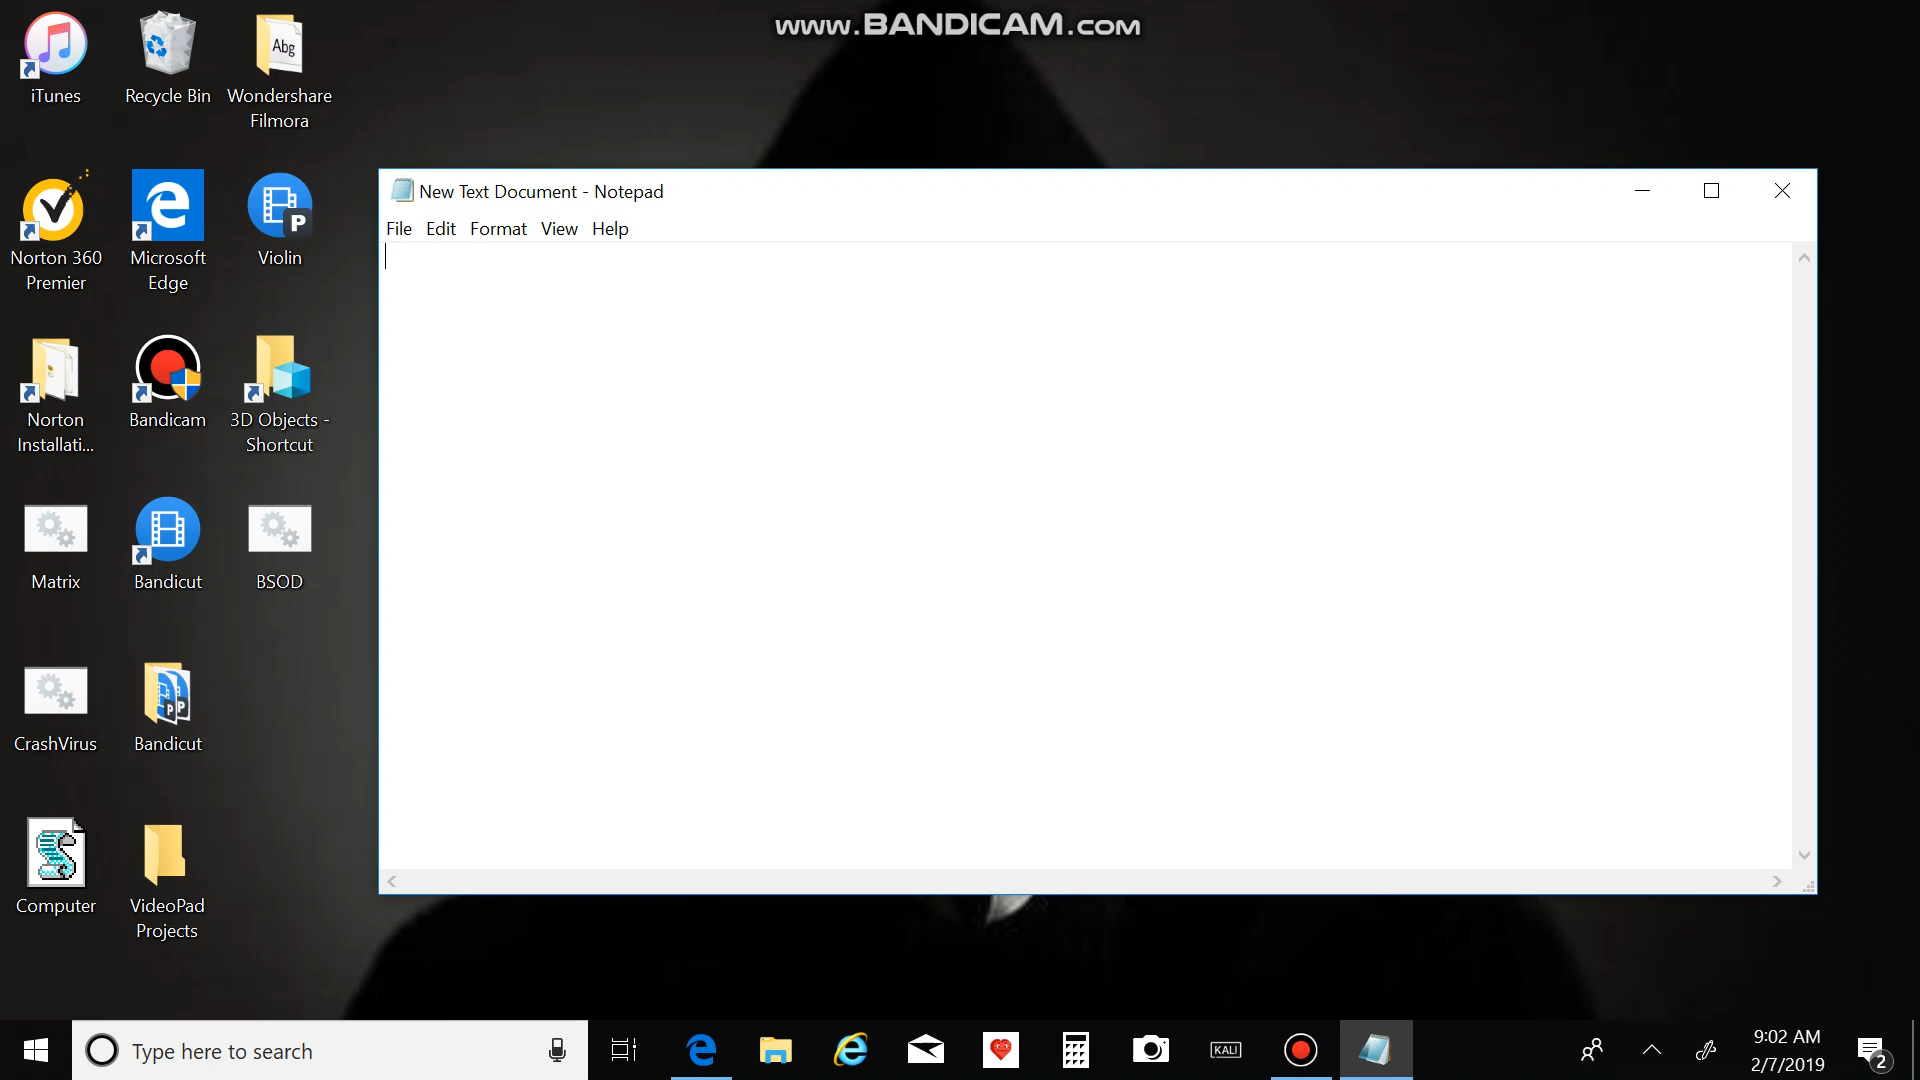 www.BANDICAM.com
iTunes
Recycle Bin
Abg
Wondershare
Filmora
Norton 360
Premier
Microsoft
Edge
P
Violin
Norton
Installati...
Bandicam
3D Objects -
Shortcut
Matrix
Bandicut
BSOD
CrashVirus
P P
Bandicut
Computer
VideoPad
Projects
New Text Document - Notepad
File Edit Format View Help
Type here to search
KALI
9:02 AM
2/7/2019
2